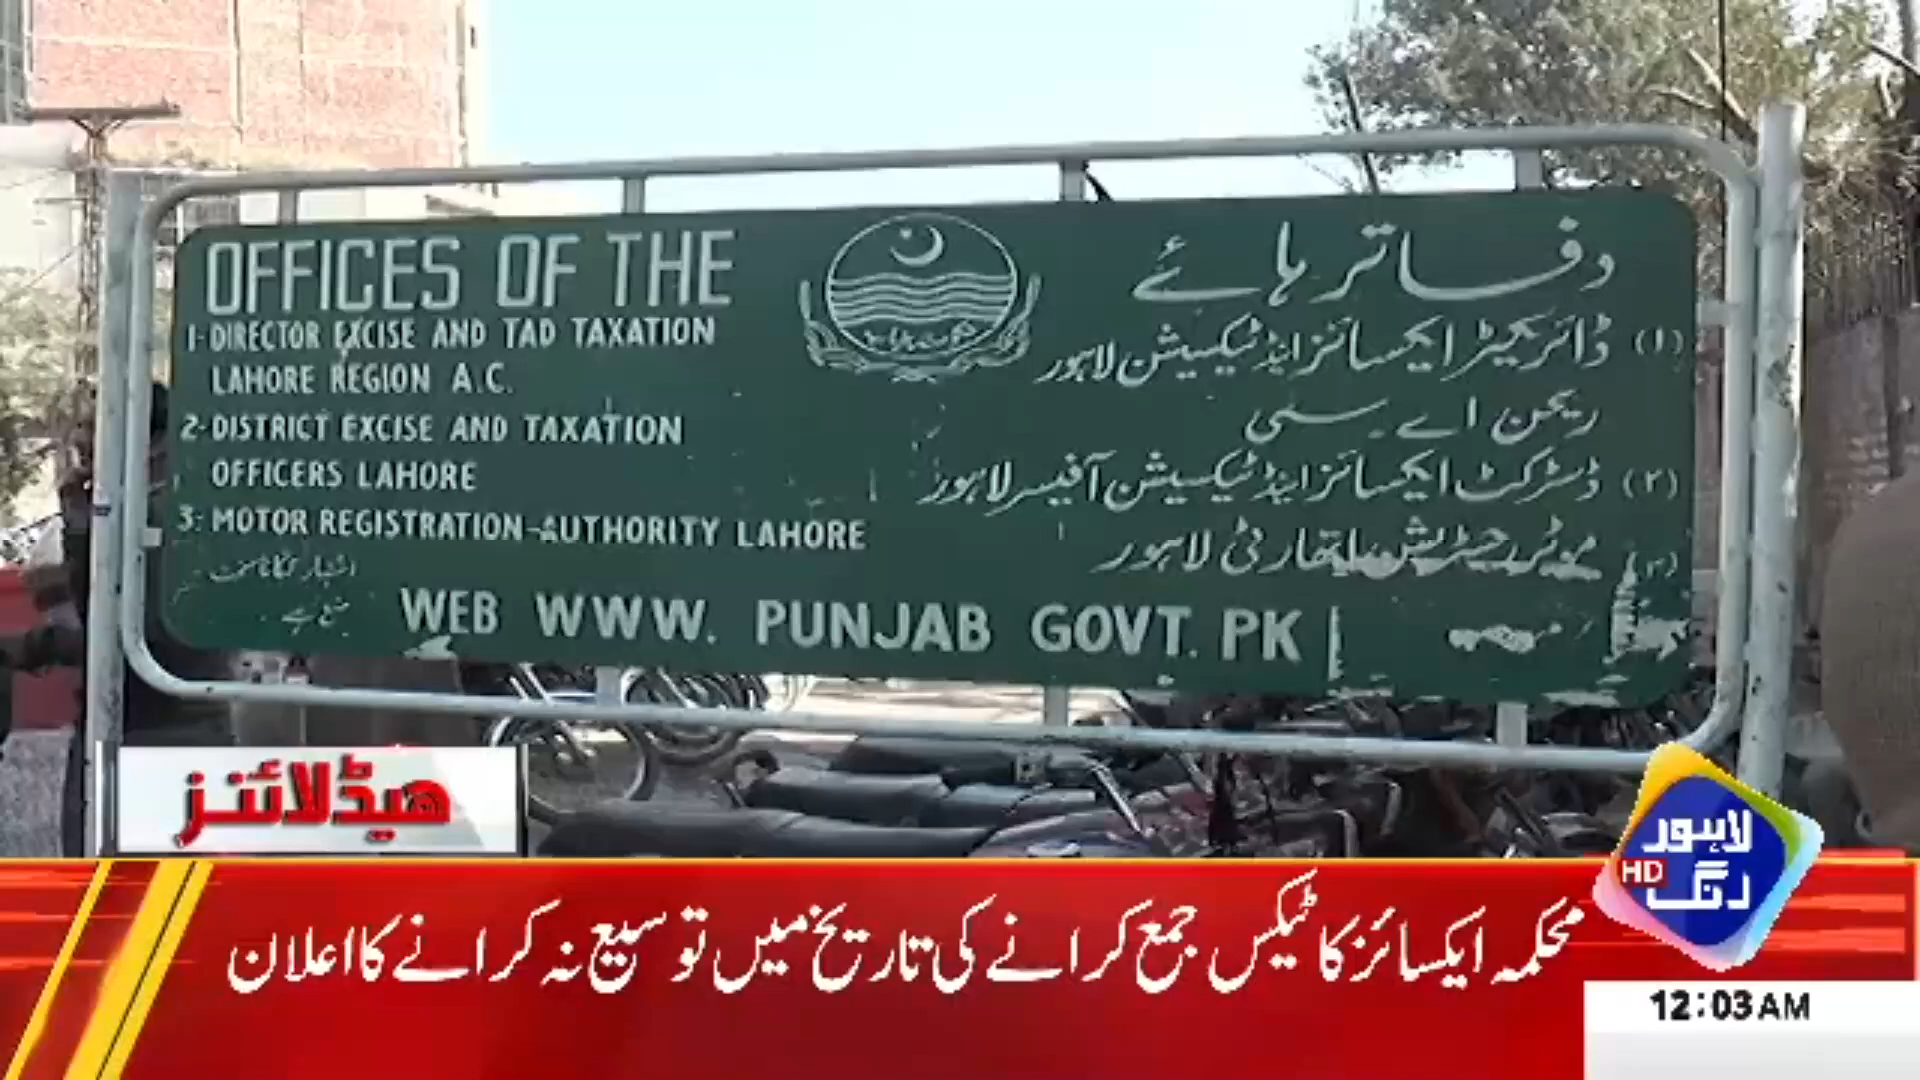 OFFICES OF THE
1- DIRECTOR EXCISE AND TAD TAXATION
LAHORE REGION A.C.
2- DISTRICT EXCISE AND TAXATION
OFFICERS LAHORE
3: MOTOR REGISTRATION-AUTHORITY LAHORE
دفاتر ہائے
(۱) ڈائریکٹر ایکسائز اینڈ ٹیکسیشن لاہور
ریجن اے۔سی
(۲) ڈسٹرکٹ ایکسائز اینڈ ٹیکسیشن آفیسر لاہور
(۳) موٹر رجسٹریشن اتھارٹی لاہور
WEB WWW. PUNJAB GOVT. PK
ہیڈلائنز
لاہور
رنگ
HD
محکمہ ایکسائز کا ٹیکس جمع کرانے کی تاریخ میں توسیع نہ کرانے کا اعلان
12:03 AM